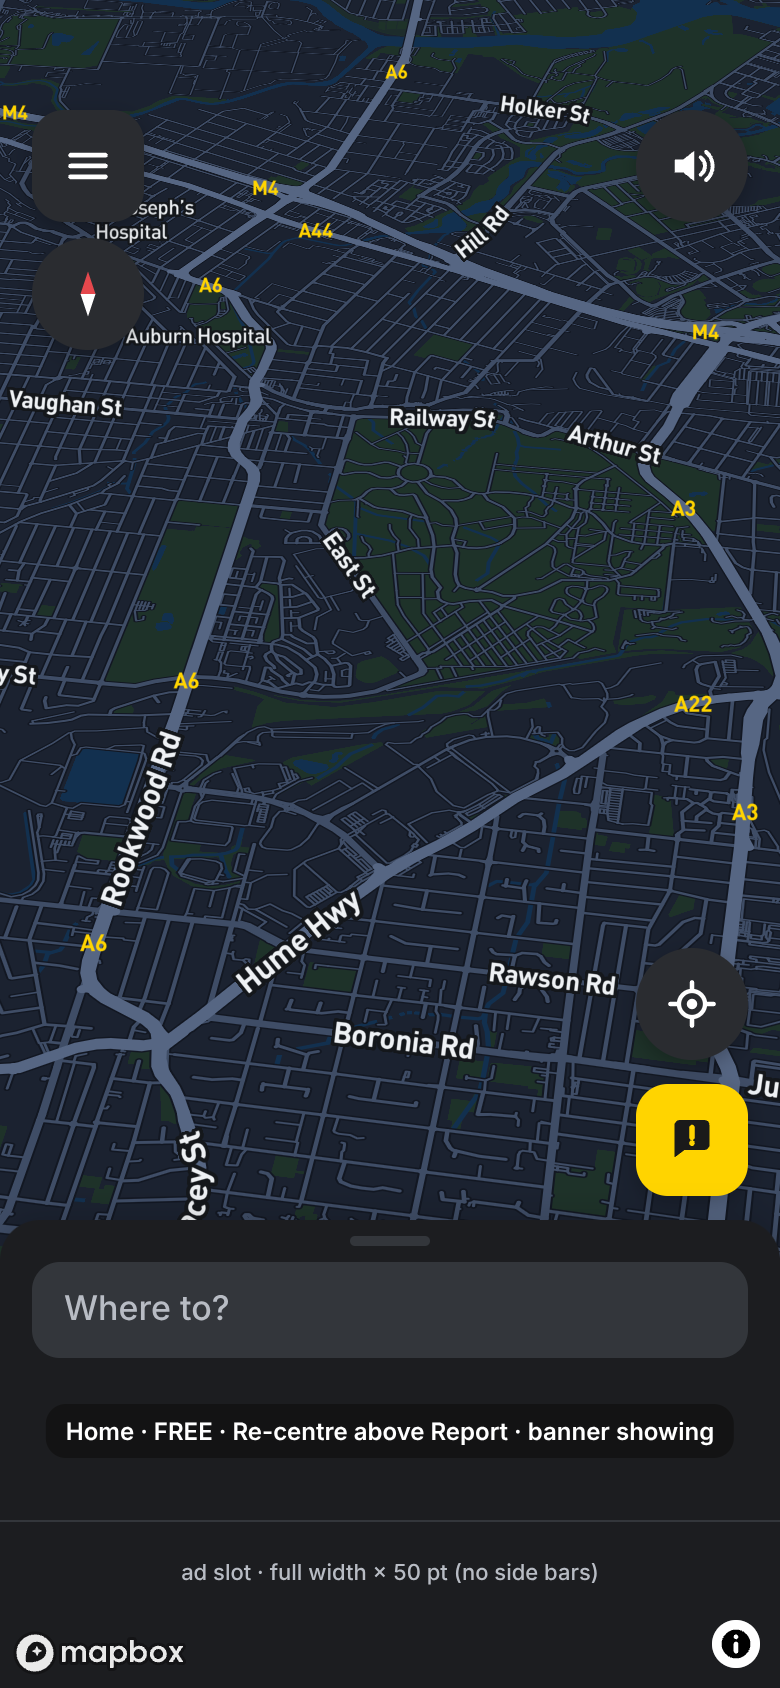 A6
Holker St
M4
M4
seph's
Hospital
Hill Rd
A44
A6
Auburn Hospital
M4
Vaughan St
Railway St
Arthur St
A3
East St
y St
A6
A22
Rookwood Rd
A3
Hume Hwy
A6
Rawson Rd
Boronia Rd
Ju
cey St
Where to?
Home · FREE · Re-centre above Report · banner showing
ad slot · full width × 50 pt (no side bars)
mapbox